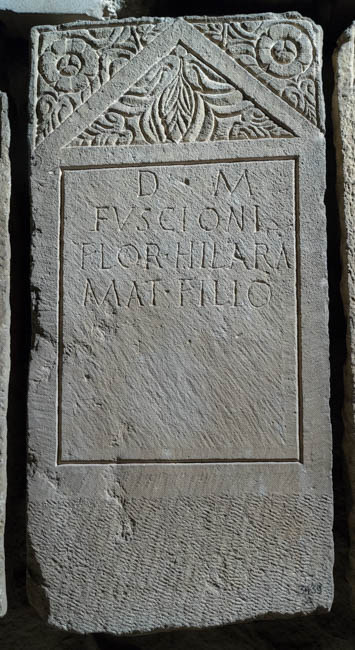 D · M
FVSCIONI
FLOR · HILARA
MAT · FILIO